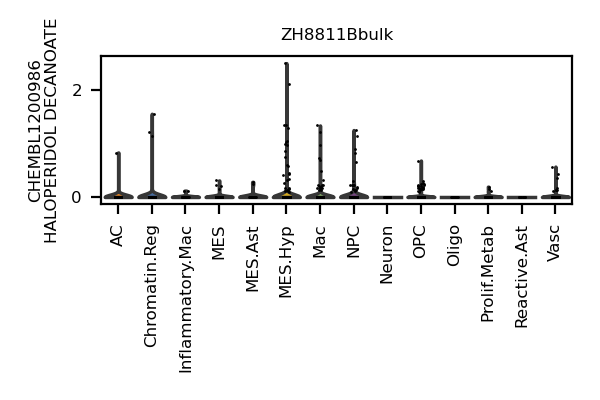 ZH8811Bbulk
CHEMBL1200986
HALOPERIDOL DECANOATE
2
0
AC
Chromatin.Reg
Inflammatory.Mac
MES
MES.Ast
MES.Hyp
Mac
NPC
Neuron
OPC
Oligo
Prolif.Metab
Reactive.Ast
Vasc